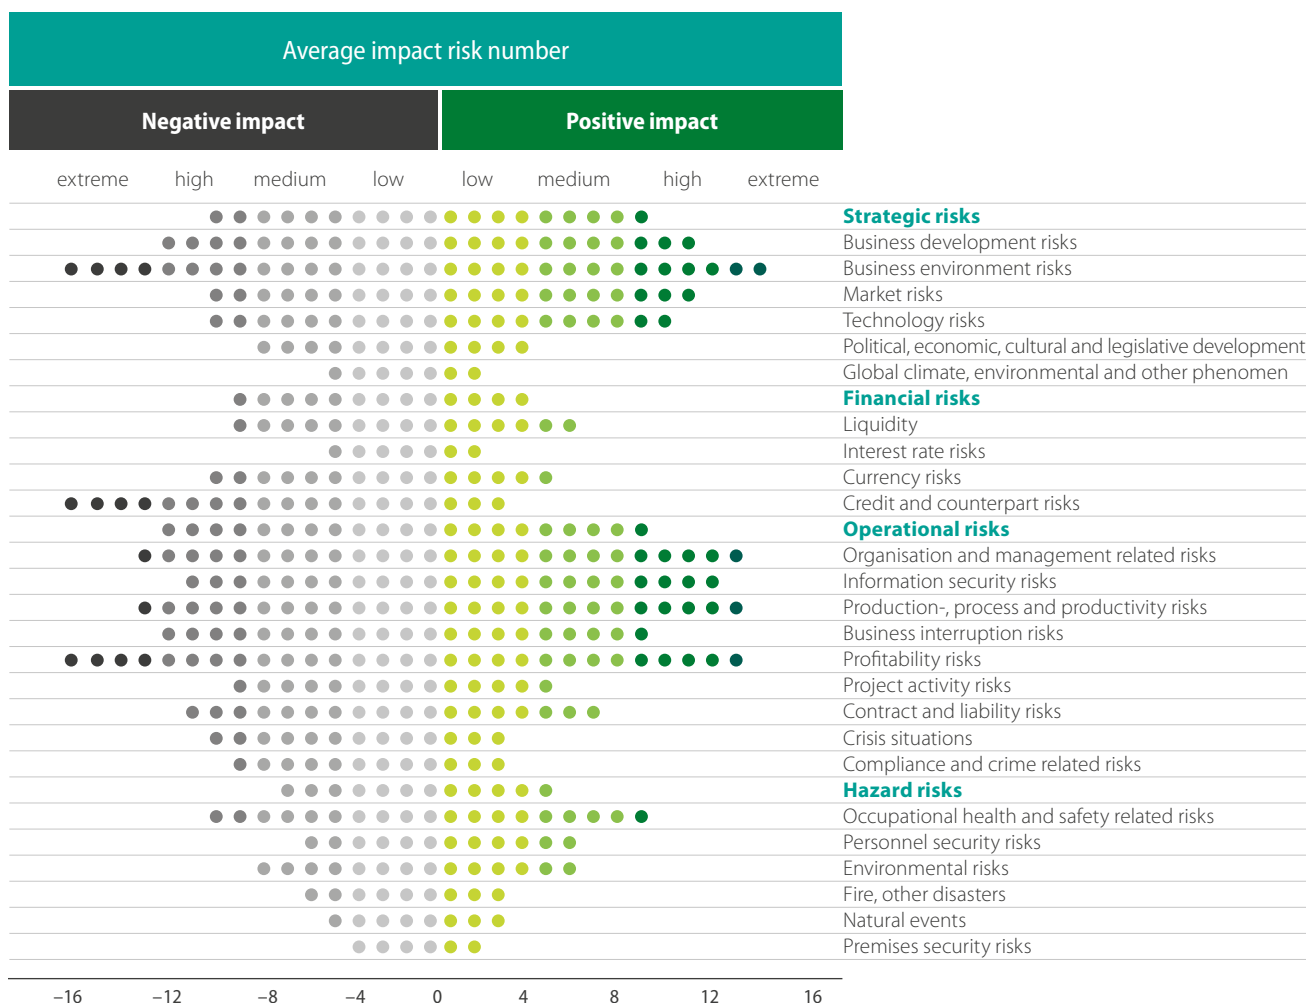 Average impact risk number
Negative impact Positive impact
extreme high medium low low medium high extreme
Strategic risks
Business development risks
Business environment risks
Market risks
Technology risks
Political, economic, cultural and legislative development
Global climate, environmental and other phenomen
Financial risks
Liquidity
Interest rate risks
Currency risks
Credit and counterpart risks
Operational risks
Organisation and management related risks
Information security risks
Production-, process and productivity risks
Business interruption risks
Profitability risks
Project activity risks
Contract and liability risks
Crisis situations
Compliance and crime related risks
Hazard risks
Occupational health and safety related risks
Personnel security risks
Environmental risks
Fire, other disasters
Natural events
Premises security risks
–16 –12 –8 –4 0 4 8 12 16